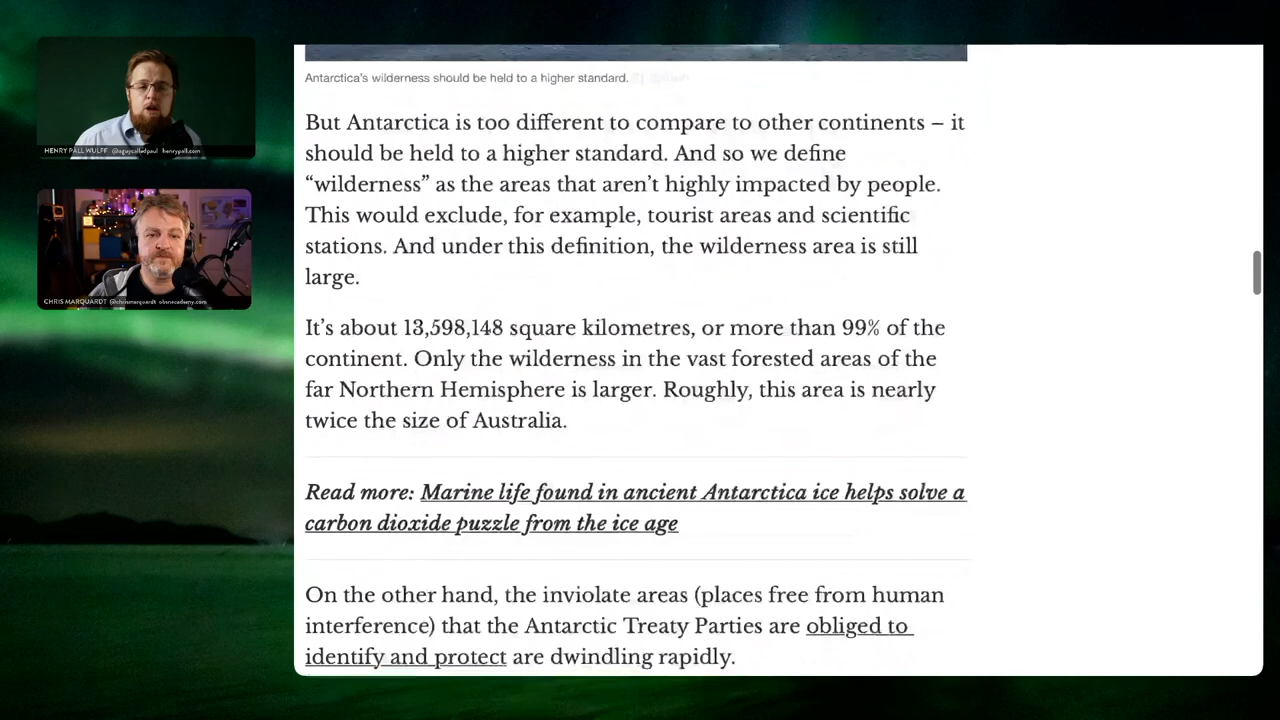 HENRY PALL WULFF @aguycalledpaul henrypall.com
CHRIS MARQUARDT @chrismarquardt
Antarctica's wilderness should be held to a higher standard.
But Antarctica is too different to compare to other continents – it
should be held to a higher standard. And so we define
“wilderness” as the areas that aren’t highly impacted by people.
This would exclude, for example, tourist areas and scientific
stations. And under this definition, the wilderness area is still
large.
It’s about 13,598,148 square kilometres, or more than 99% of the
continent. Only the wilderness in the vast forested areas of the
far Northern Hemisphere is larger. Roughly, this area is nearly
twice the size of Australia.
Read more: Marine life found in ancient Antarctica ice helps solve a
carbon dioxide puzzle from the ice age
On the other hand, the inviolate areas (places free from human
interference) that the Antarctic Treaty Parties are obliged to
identify and protect are dwindling rapidly.